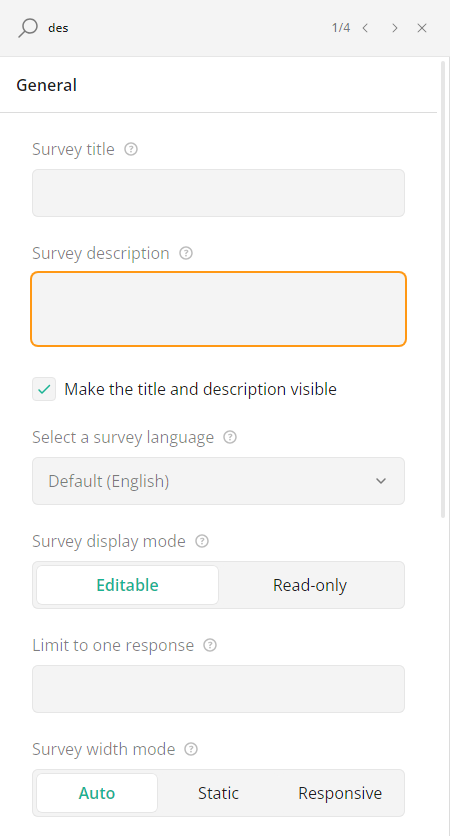 des 1/4
General
Survey title ?
Survey description ?
Make the title and description visible
Select a survey language ?
Default (English)
Survey display mode ?
Editable Read-only
Limit to one response ?
Survey width mode ?
Auto Static Responsive